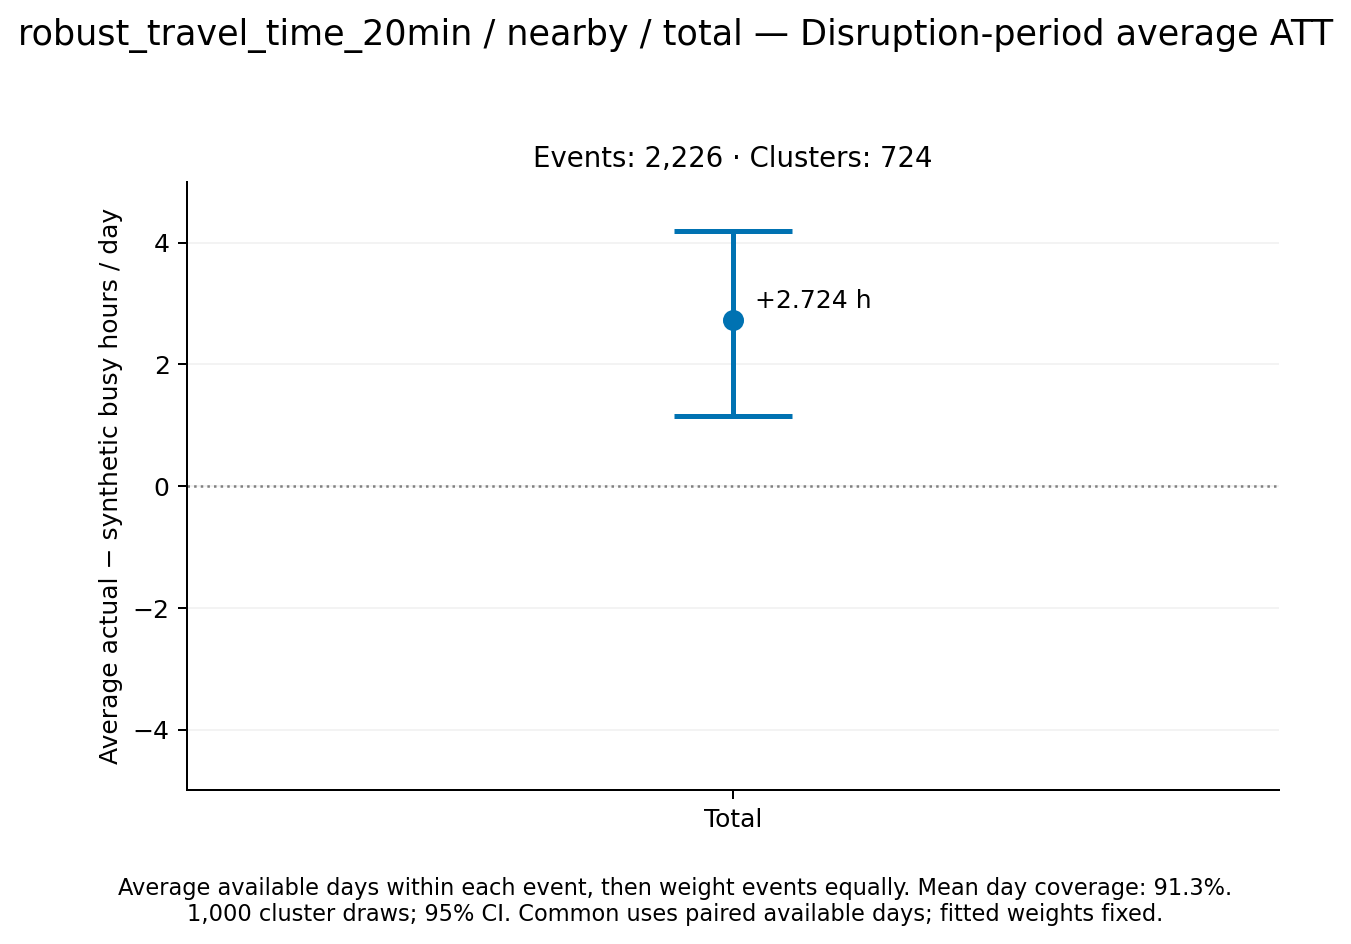 robust_travel_time_20min / nearby / total — Disruption-period average ATT
Events: 2,226 · Clusters: 724
Average actual − synthetic busy hours / day
4
2
0
−2
−4
+2.724 h
Total
Average available days within each event, then weight events equally. Mean day coverage: 91.3%.
1,000 cluster draws; 95% CI. Common uses paired available days; fitted weights fixed.